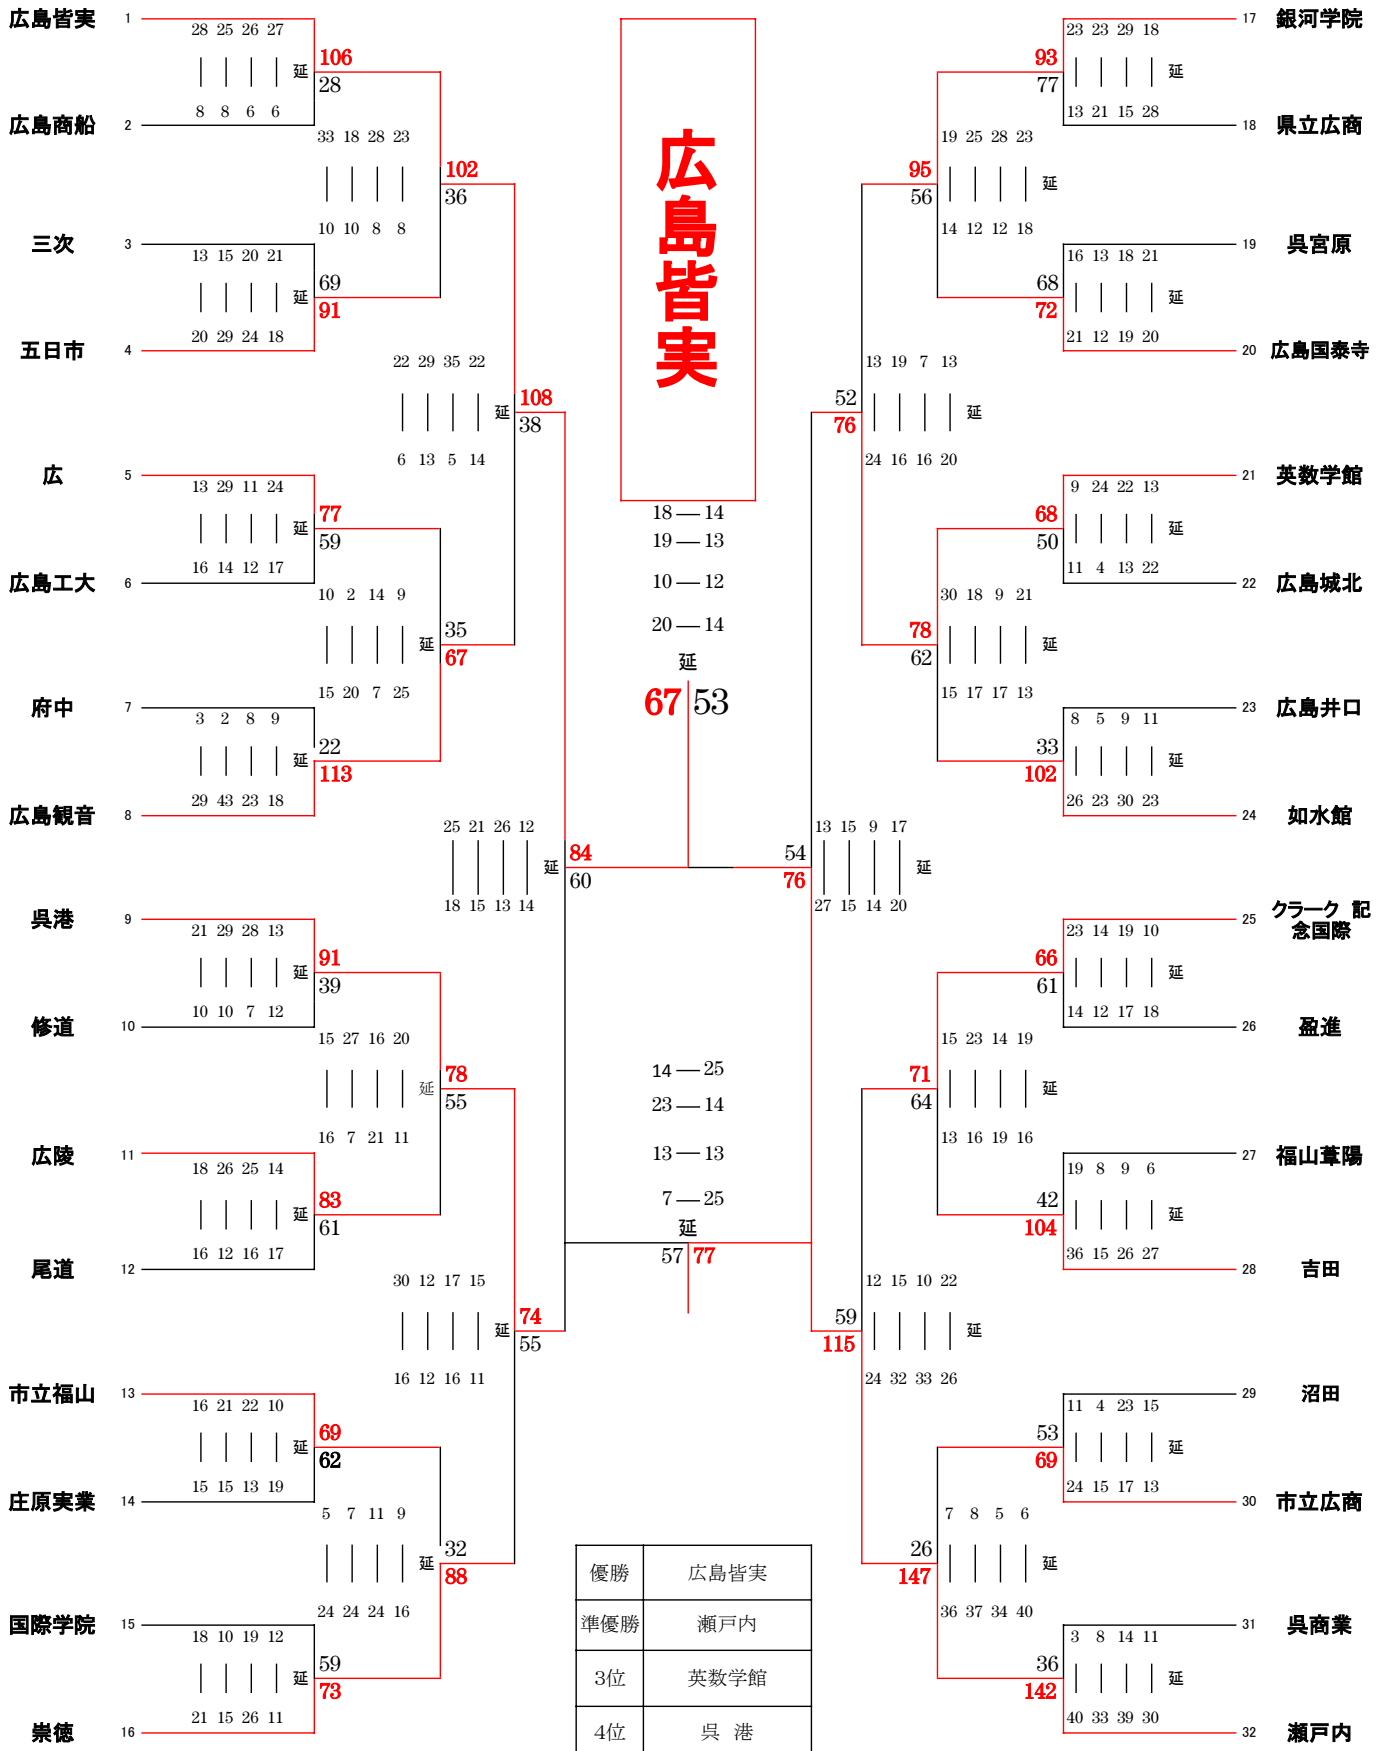 広島皆実 1
28 25 26 27
延
106
28
8 8 6 6
広島商船 2
33 18 28 23
102
36
10 10 8 8
三次 3
13 15 20 21
延
69
91
20 29 24 18
五日市 4
22 29 35 22
延
108
38
6 13 5 14
広 5
13 29 11 24
延
77
59
16 14 12 17
広島工大 6
10 2 14 9
延
35
67
15 20 7 25
府中 7
3 2 8 9
延
22
113
29 43 23 18
広島観音 8
25 21 26 12
延
84
60
18 15 13 14
呉港 9
21 29 28 13
延
91
39
10 10 7 12
修道 10
15 27 16 20
延
78
55
16 7 21 11
広陵 11
18 26 25 14
延
83
61
16 12 16 17
尾道 12
30 12 17 15
延
74
55
16 12 16 11
市立福山 13
16 21 22 10
延
69
62
15 15 13 19
庄原実業 14
5 7 11 9
延
32
88
24 24 24 16
国際学院 15
18 10 19 12
延
59
73
21 15 26 11
崇徳 16
広島皆実
18 — 14
19 — 13
10 — 12
20 — 14
延
67 53
14 — 25
23 — 14
13 — 13
7 — 25
延
57 77
優勝 広島皆実
準優勝 瀬戸内
3位 英数学館
4位 呉 港
17 銀河学院
23 23 29 18
93
77
延
13 21 15 28
18 県立広商
19 25 28 23
95
56
延
14 12 12 18
19 呉宮原
16 13 18 21
68
72
延
21 12 19 20
20 広島国泰寺
13 19 7 13
52
76
延
24 16 16 20
21 英数学館
9 24 22 13
68
50
延
11 4 13 22
22 広島城北
30 18 9 21
78
62
延
15 17 17 13
23 広島井口
8 5 9 11
33
102
延
26 23 30 23
24 如水館
13 15 9 17
54
76
延
27 15 14 20
25 クラーク 記
念国際
23 14 19 10
66
61
延
14 12 17 18
26 盈進
15 23 14 19
71
64
延
13 16 19 16
27 福山葦陽
19 8 9 6
42
104
延
36 15 26 27
28 吉田
12 15 10 22
59
115
延
24 32 33 26
29 沼田
11 4 23 15
53
69
延
24 15 17 13
30 市立広商
7 8 5 6
26
147
延
36 37 34 40
31 呉商業
3 8 14 11
36
142
延
40 33 39 30
32 瀬戸内